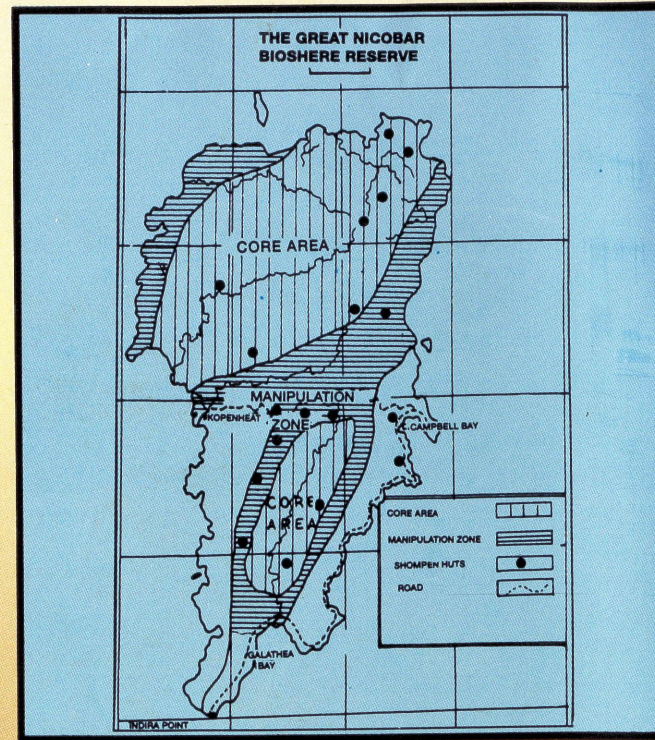 THE GREAT NICOBAR
BIOSHERE RESERVE
CORE AREA
MANIPULATION
ZONE
KOPENHEAT
CAMPBELL BAY
CORE
AREA
CORE AREA
MANIPULATION ZONE
SHOMPEN HUTS
ROAD
GALATHEA
BAY
INDIRA POINT